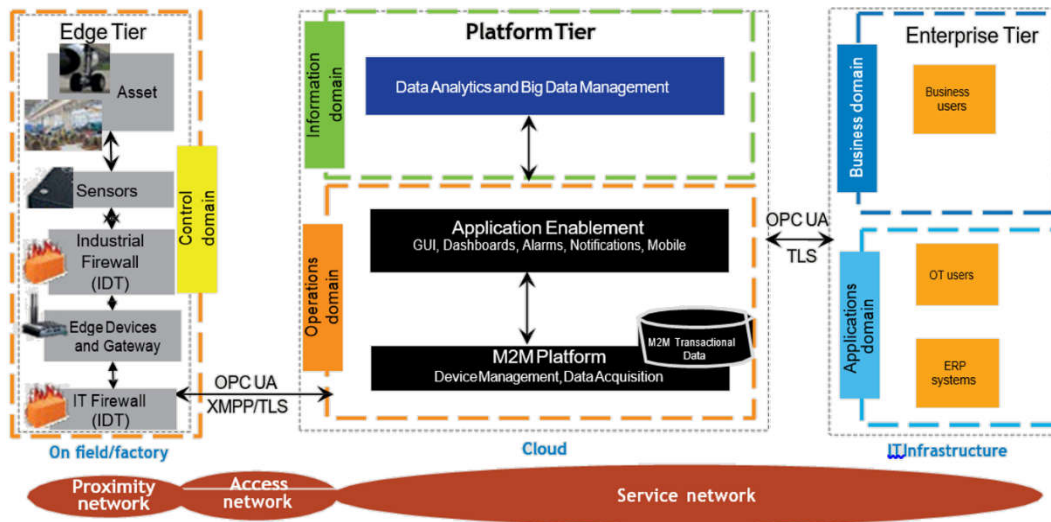 Edge Tier
Asset
Sensors
Industrial
Firewall
(IDT)
Edge Devices
and Gateway
IT Firewall
(IDT)
Control
domain
On field/factory
OPC UA
XMPP/TLS
Platform Tier
Information
domain
Data Analytics and Big Data Management
Operations
domain
Application Enablement
GUI, Dashboards, Alarms, Notifications, Mobile
M2M Transactional
Data
M2M Platform
Device Management, Data Acquisition
Cloud
OPC UA
TLS
Enterprise Tier
Business domain
Business
users
Applications
domain
OT users
ERP
systems
ITInfrastructure
Proximity
network
Access
network
Service network